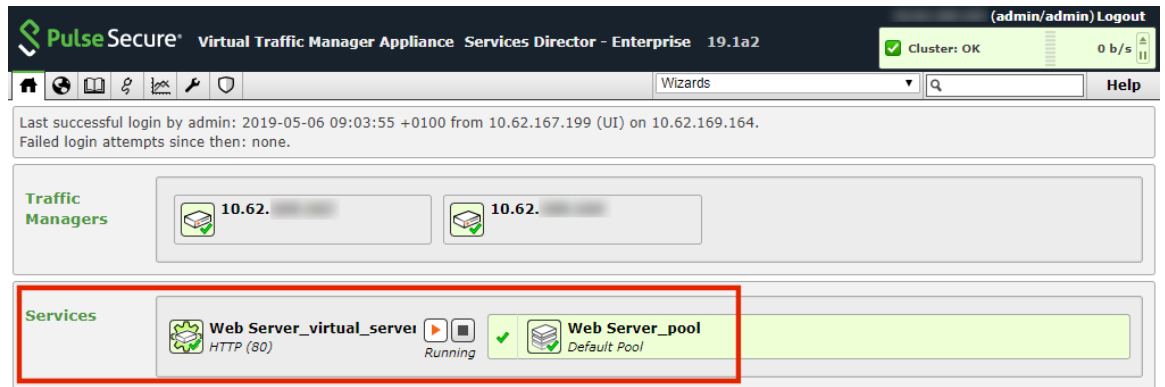 (admin/admin) Logout
Pulse Secure® Virtual Traffic Manager Appliance Services Director - Enterprise 19.1a2
Cluster: OK 0 b/s
Wizards Help
Last successful login by admin: 2019-05-06 09:03:55 +0100 from 10.62.167.199 (UI) on 10.62.169.164.
Failed login attempts since then: none.
Traffic
Managers
10.62. 10.62.
Services
Web Server_virtual_server Web Server_pool
HTTP (80) Running Default Pool